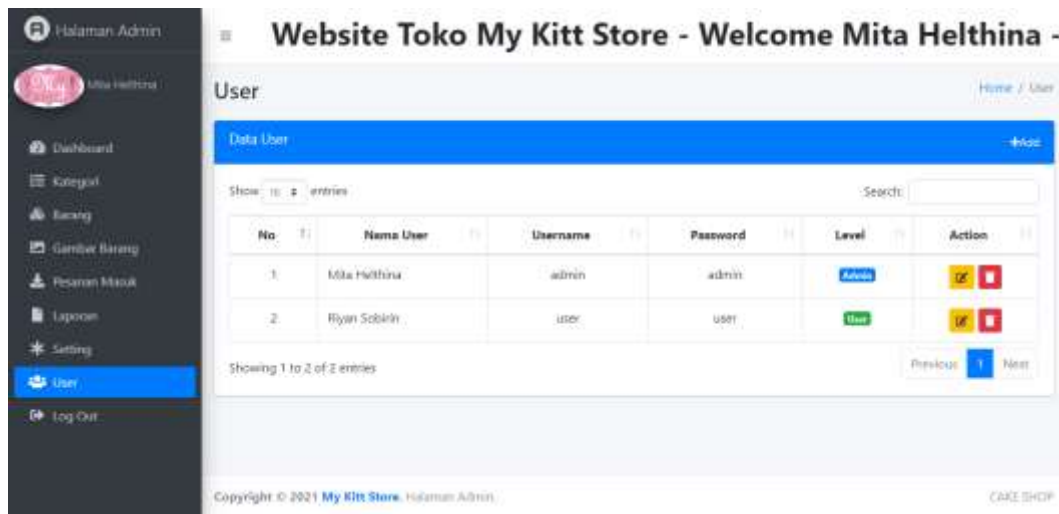 Halaman Admin
Website Toko My Kitt Store - Welcome Mita Helthina -
My
Mita Helthina
User
Home / User
Data User
+Add
Dashboard
Kategori
Barang
Gambar Barang
Pesanan Masuk
Laporan
Setting
User
Log Out
Show 10 entries
Search:
No Nama User Username Password Level Action
1 Mita Helthina admin admin Admin
2 Riyan Sobirin user user User
Showing 1 to 2 of 2 entries
Previous 1 Next
Copyright © 2021 My Kitt Store. Halaman Admin.
CAKE SHOP